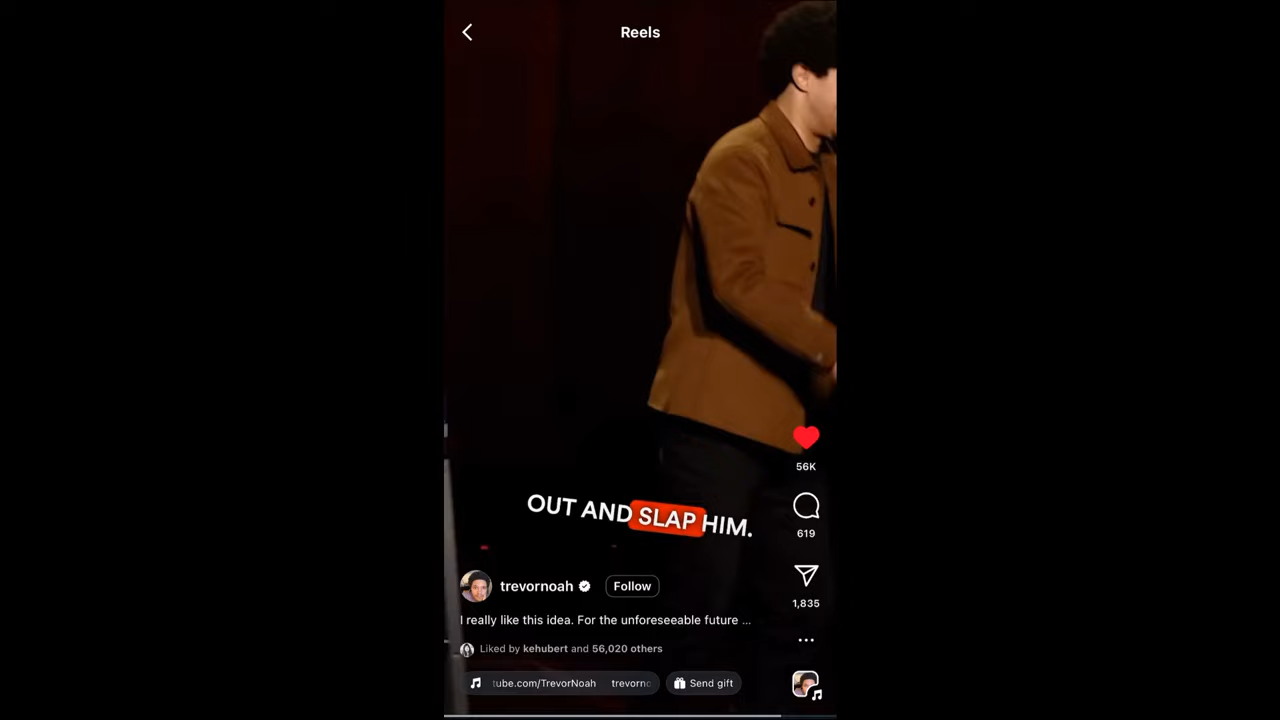 Reels
56K
OUT AND SLAP HIM.
619
trevornoah Follow
1,835
I really like this idea. For the unforeseeable future ...
Liked by kehubert and 56,020 others
tube.com/TrevorNoah trevorno
Send gift